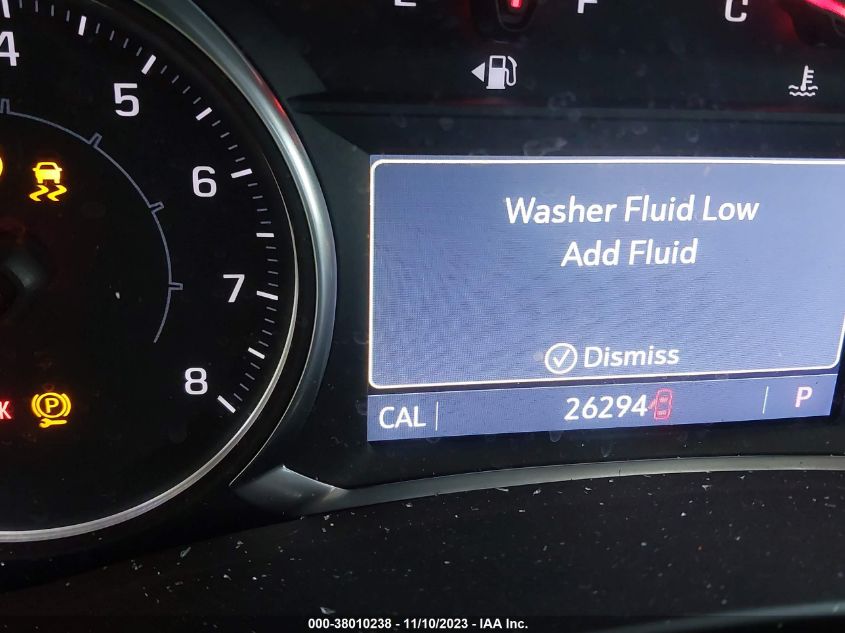 E F C
4
5
6
7
8
Washer Fluid Low
Add Fluid
Dismiss
K P
CAL 26294 P
000-38010238 - 11/10/2023 - IAA Inc.